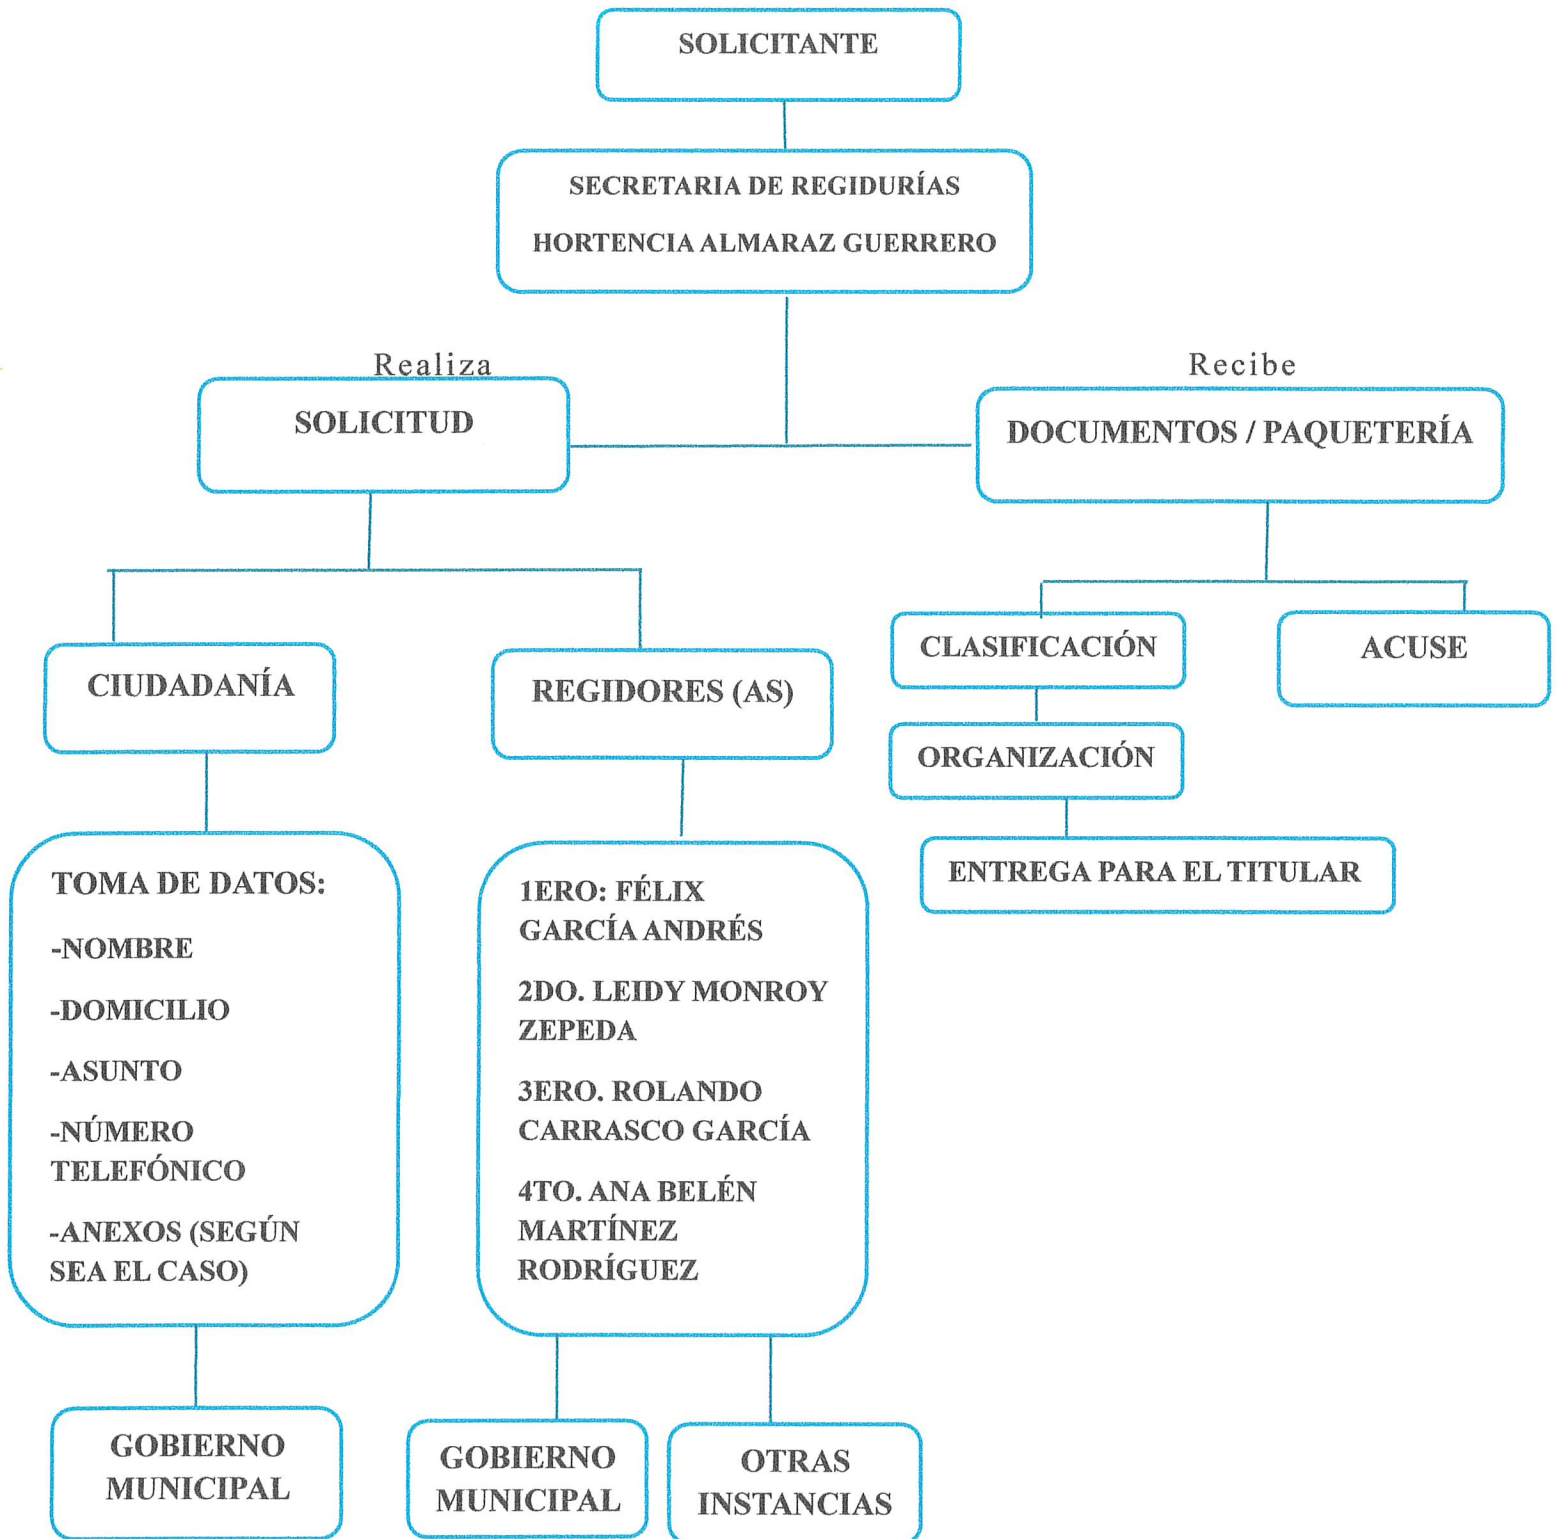 SOLICITANTE
SECRETARIA DE REGIDURÍAS
HORTENCIA ALMARAZ GUERRERO
Realiza
SOLICITUD
Recibe
DOCUMENTOS / PAQUETERÍA
CIUDADANÍA
REGIDORES (AS)
CLASIFICACIÓN
ACUSE
ORGANIZACIÓN
ENTREGA PARA EL TITULAR
TOMA DE DATOS:
-NOMBRE
-DOMICILIO
-ASUNTO
-NÚMERO
TELEFÓNICO
-ANEXOS (SEGÚN
SEA EL CASO)
1ERO: FÉLIX
GARCÍA ANDRÉS
2DO. LEIDY MONROY
ZEPEDA
3ERO. ROLANDO
CARRASCO GARCÍA
4TO. ANA BELÉN
MARTÍNEZ
RODRÍGUEZ
GOBIERNO
MUNICIPAL
GOBIERNO
MUNICIPAL
OTRAS
INSTANCIAS